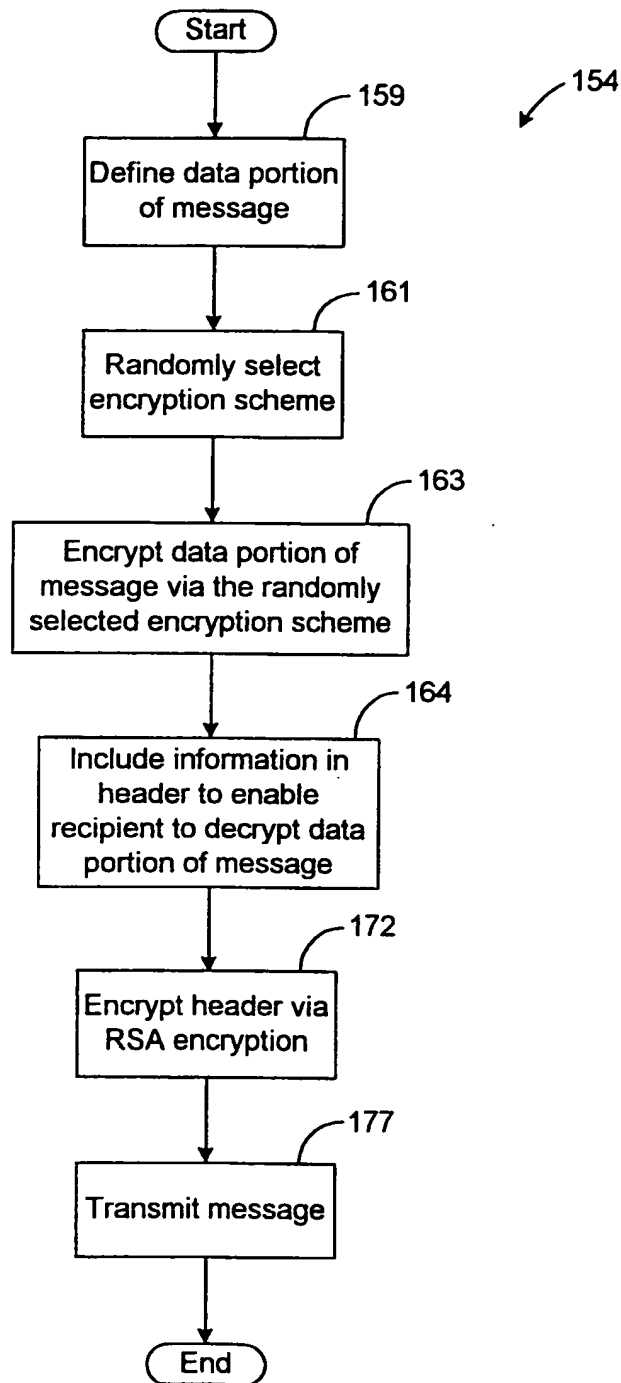 Start
154
159
Define data portion
of message
161
Randomly select
encryption scheme
163
Encrypt data portion of
message via the randomly
selected encryption scheme
164
Include information in
header to enable
recipient to decrypt data
portion of message
172
Encrypt header via
RSA encryption
177
Transmit message
End